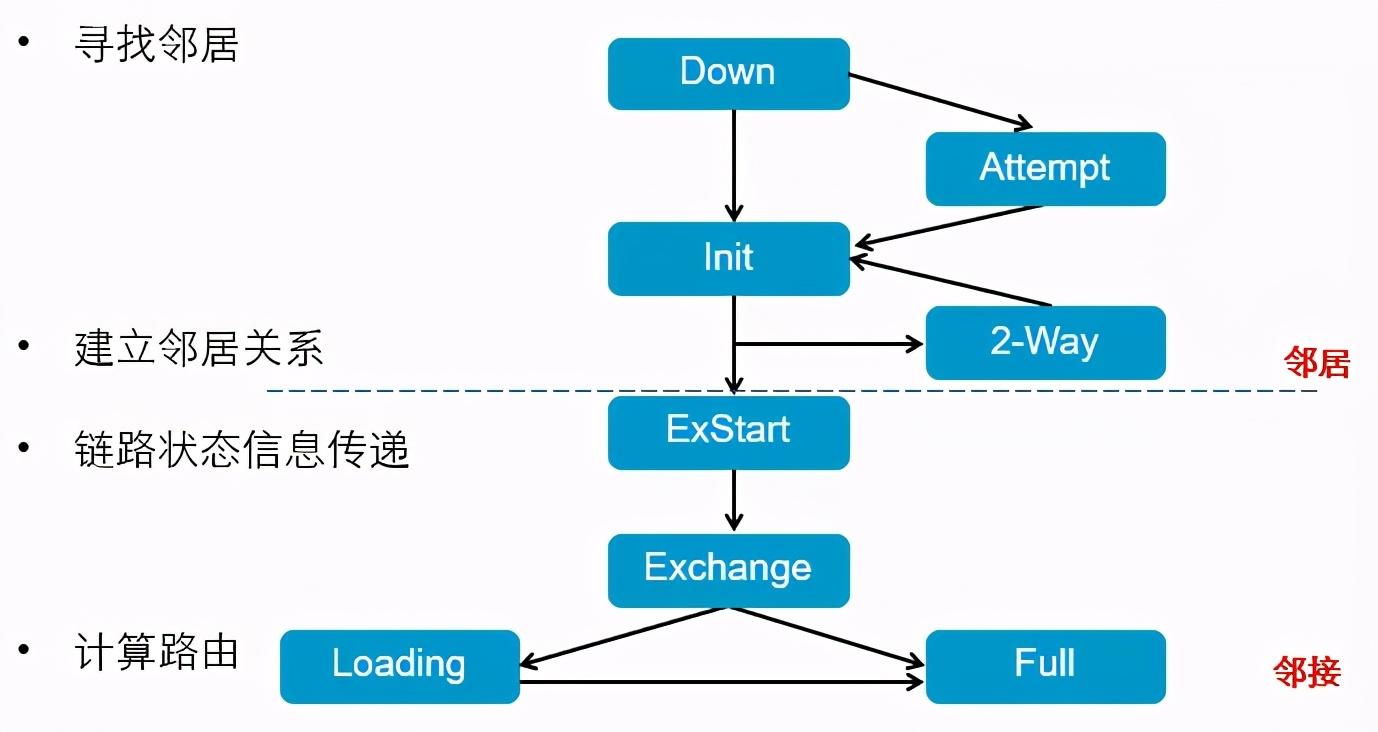 • 寻找邻居
Down
Attempt
Init
• 建立邻居关系
2-Way
邻居
ExStart
• 链路状态信息传递
Exchange
• 计算路由
Loading
Full
邻接